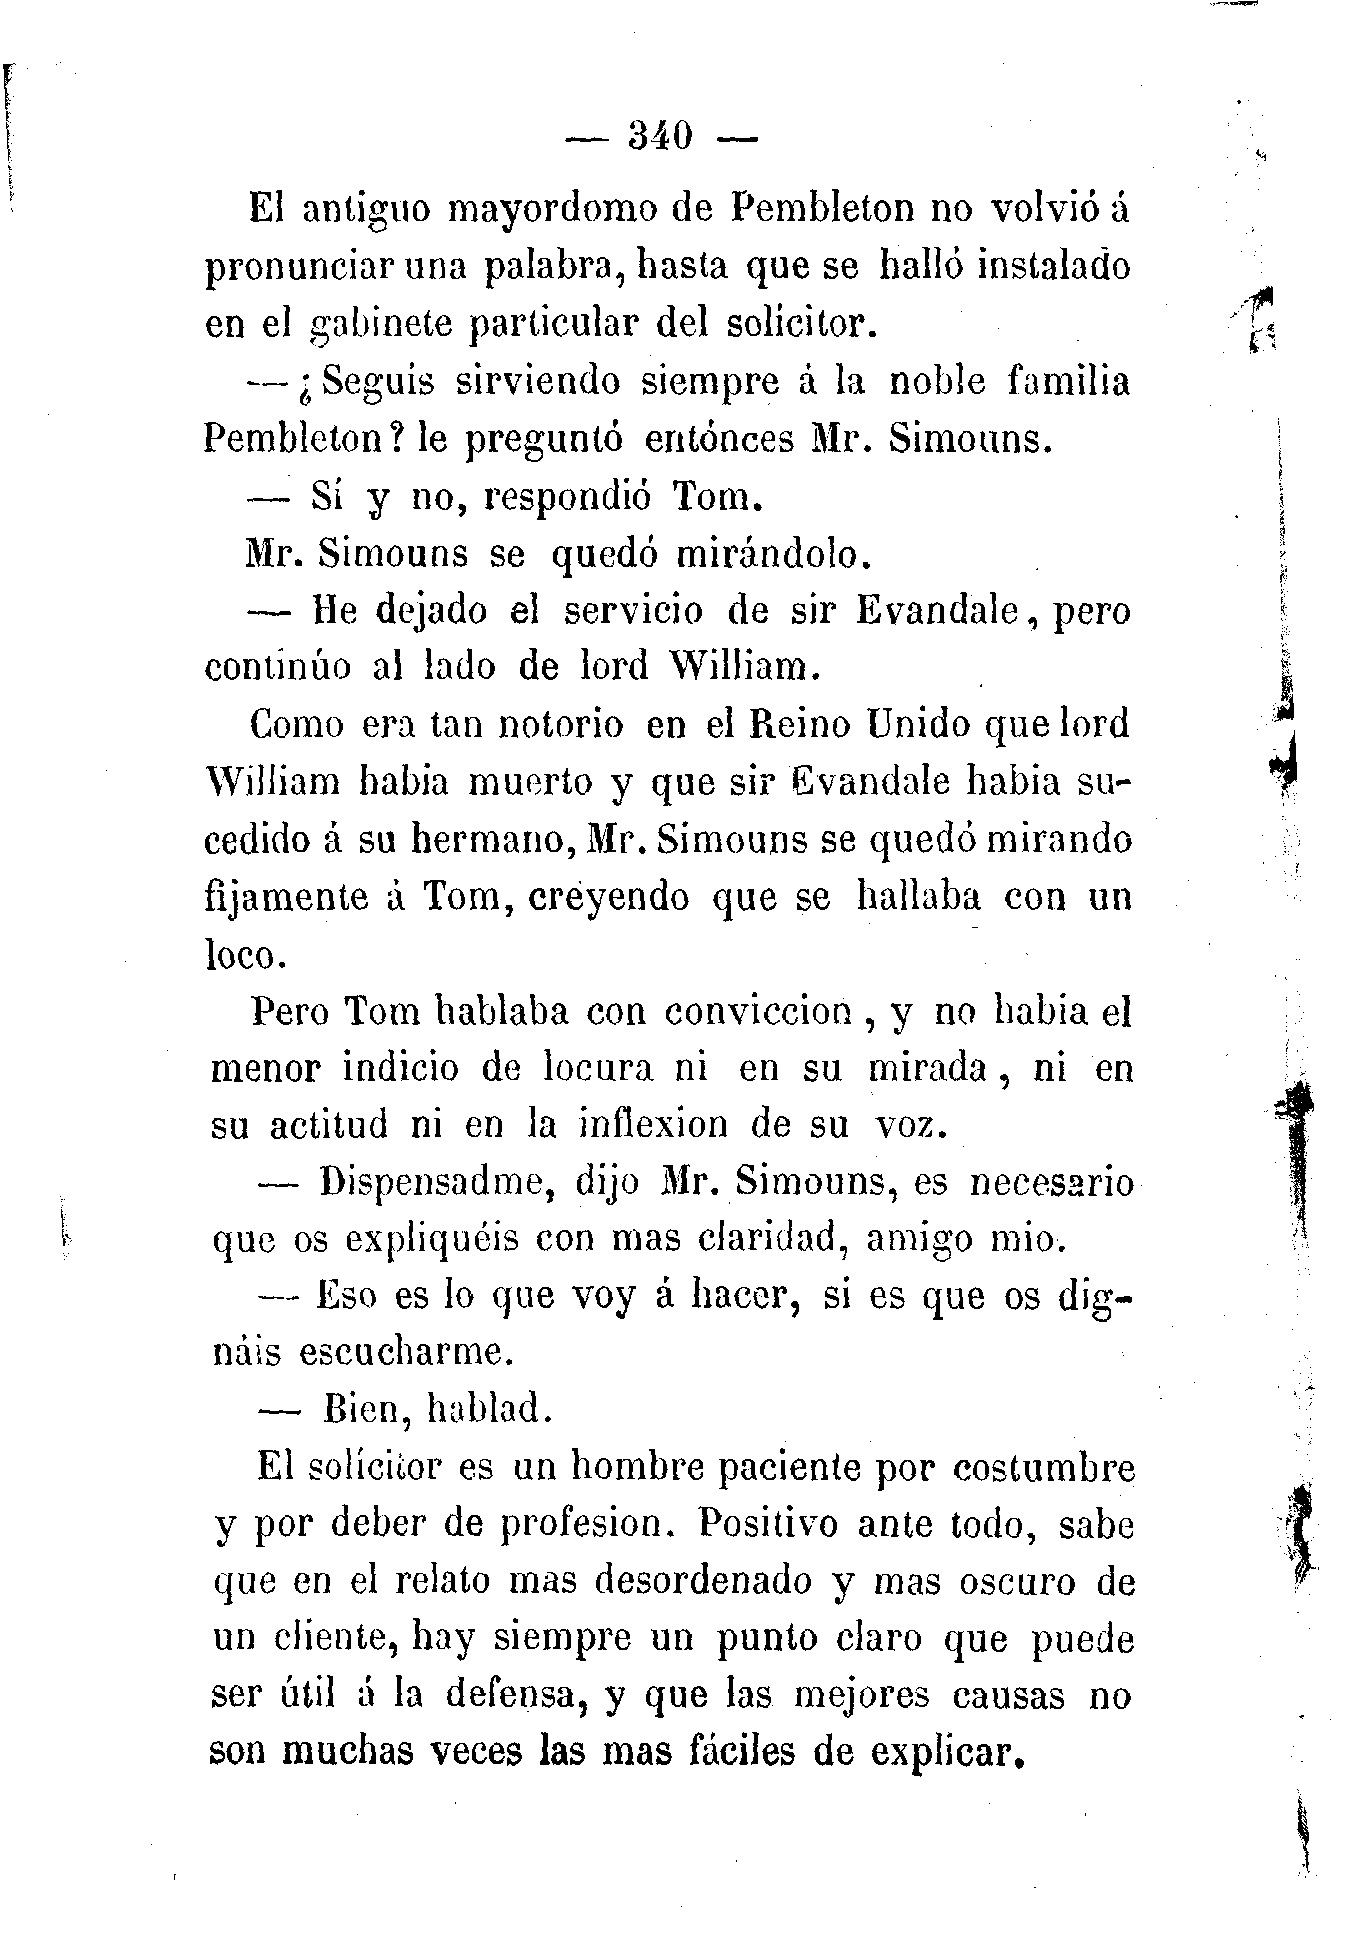 — 340 —
El antiguo mayordomo de Pembleton no volvió á
pronunciar una palabra, hasta que se halló instalado
en el gabinete particular del solícitor.
—¿Seguis sirviendo siempre á la noble familia
Pembleton? le preguntó entónces Mr. Simouns.
— Sí y no, respondió Tom.
Mr. Simouns se quedó mirándolo.
— He dejado el servicio de sir Evandale, pero
continúo al lado de lord William.
Como era tan notorio en el Reino Unido que lord
William habia muerto y que sir Evandale habia su-
cedido á su hermano, Mr. Simouns se quedó mirando
fijamente á Tom, creyendo que se hallaba con un
loco.
Pero Tom hablaba con conviccion, y no habia el
menor indicio de locura ni en su mirada, ni en
su actitud ni en la inflexion de su voz.
— Dispensadme, dijo Mr. Simouns, es necesario
que os expliquéis con mas claridad, amigo mio.
— Eso es lo que voy á hacer, si es que os dig-
náis escucharme.
— Bien, hablad.
El solícitor es un hombre paciente por costumbre
y por deber de profesion. Positivo ante todo, sabe
que en el relato mas desordenado y mas oscuro de
un cliente, hay siempre un punto claro que puede
ser útil á la defensa, y que las mejores causas no
son muchas veces las mas fáciles de explicar.